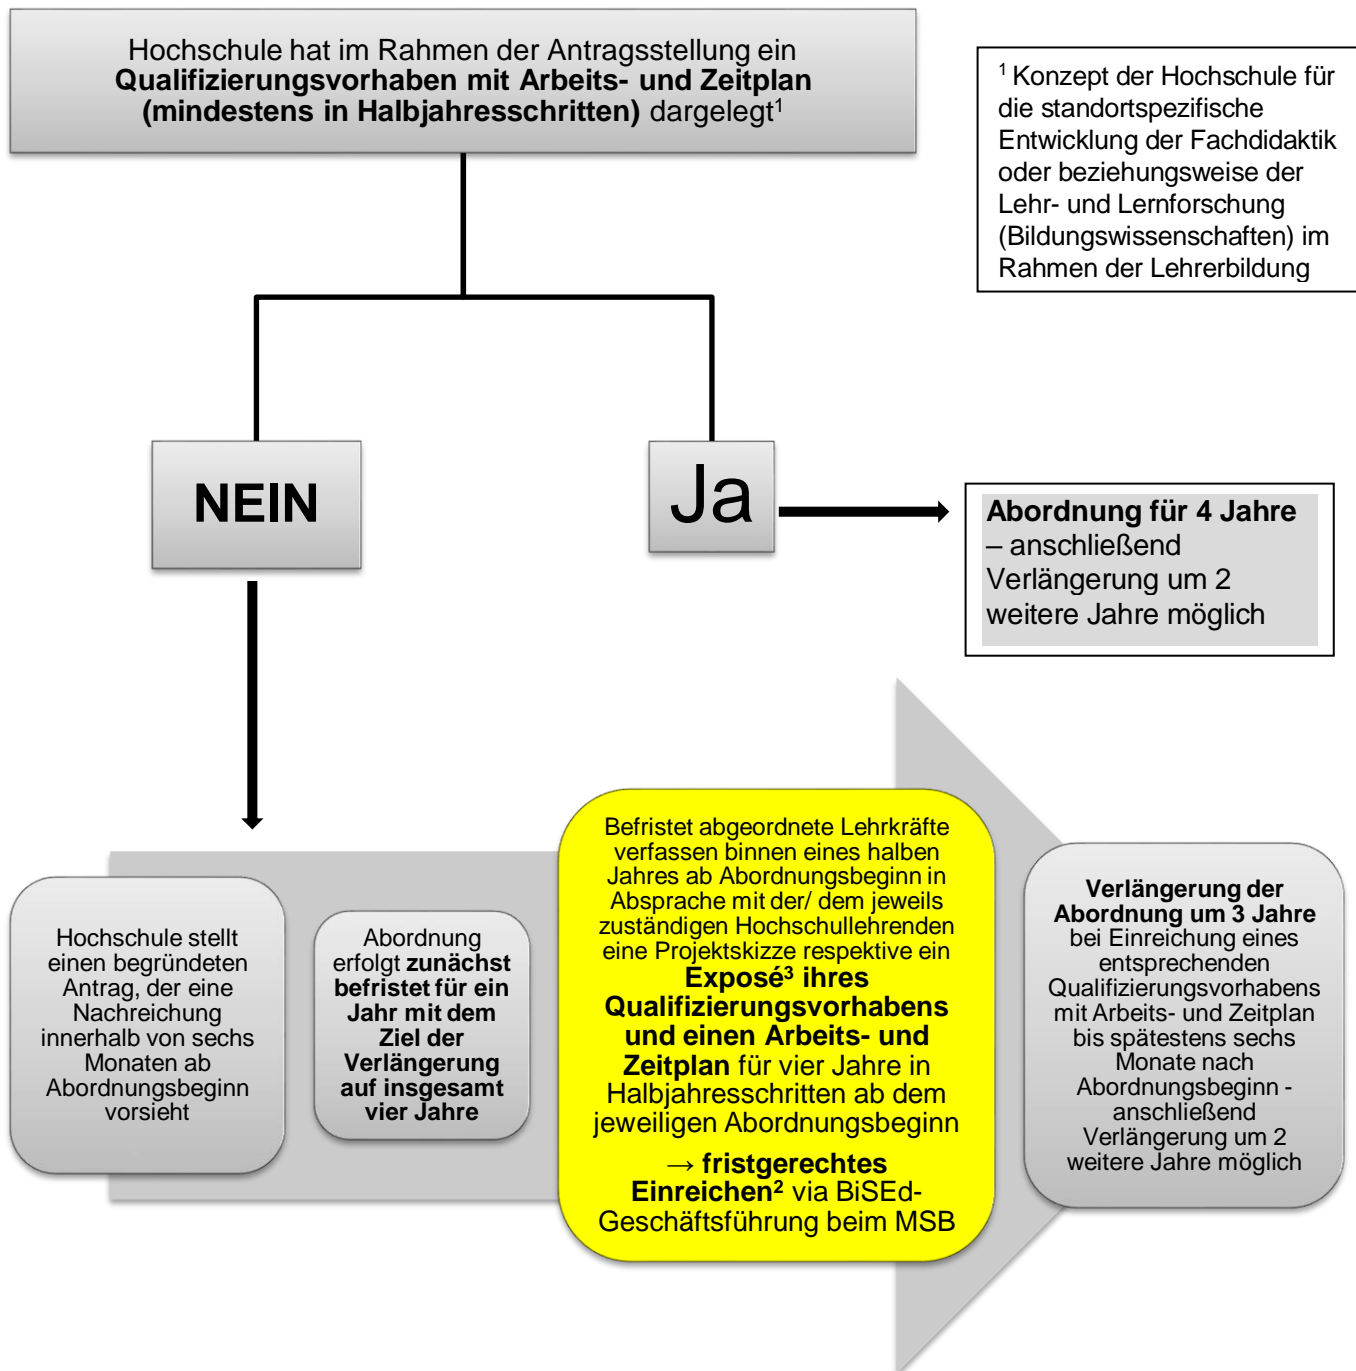 Hochschule hat im Rahmen der Antragsstellung ein
Qualifizierungsvorhaben mit Arbeits- und Zeitplan
(mindestens in Halbjahresschritten) dargelegt¹
¹ Konzept der Hochschule für
die standortspezifische
Entwicklung der Fachdidaktik
oder beziehungsweise der
Lehr- und Lernforschung
(Bildungswissenschaften) im
Rahmen der Lehrerbildung
NEIN
Ja
Abordnung für 4 Jahre
– anschließend
Verlängerung um 2
weitere Jahre möglich
Hochschule stellt
einen begründeten
Antrag, der eine
Nachreichung
innerhalb von sechs
Monaten ab
Abordnungsbeginn
vorsieht
Abordnung
erfolgt zunächst
befristet für ein
Jahr mit dem
Ziel der
Verlängerung
auf insgesamt
vier Jahre
Befristet abgeordnete Lehrkräfte
verfassen binnen eines halben
Jahres ab Abordnungsbeginn in
Absprache mit der/ dem jeweils
zuständigen Hochschullehrenden
eine Projektskizze respektive ein
Exposé³ ihres
Qualifizierungsvorhabens
und einen Arbeits- und
Zeitplan für vier Jahre in
Halbjahresschritten ab dem
jeweiligen Abordnungsbeginn
→ fristgerechtes
Einreichen² via BiSEd-
Geschäftsführung beim MSB
Verlängerung der
Abordnung um 3 Jahre
bei Einreichung eines
entsprechenden
Qualifizierungsvorhabens
mit Arbeits- und Zeitplan
bis spätestens sechs
Monate nach
Abordnungsbeginn -
anschließend
Verlängerung um 2
weitere Jahre möglich